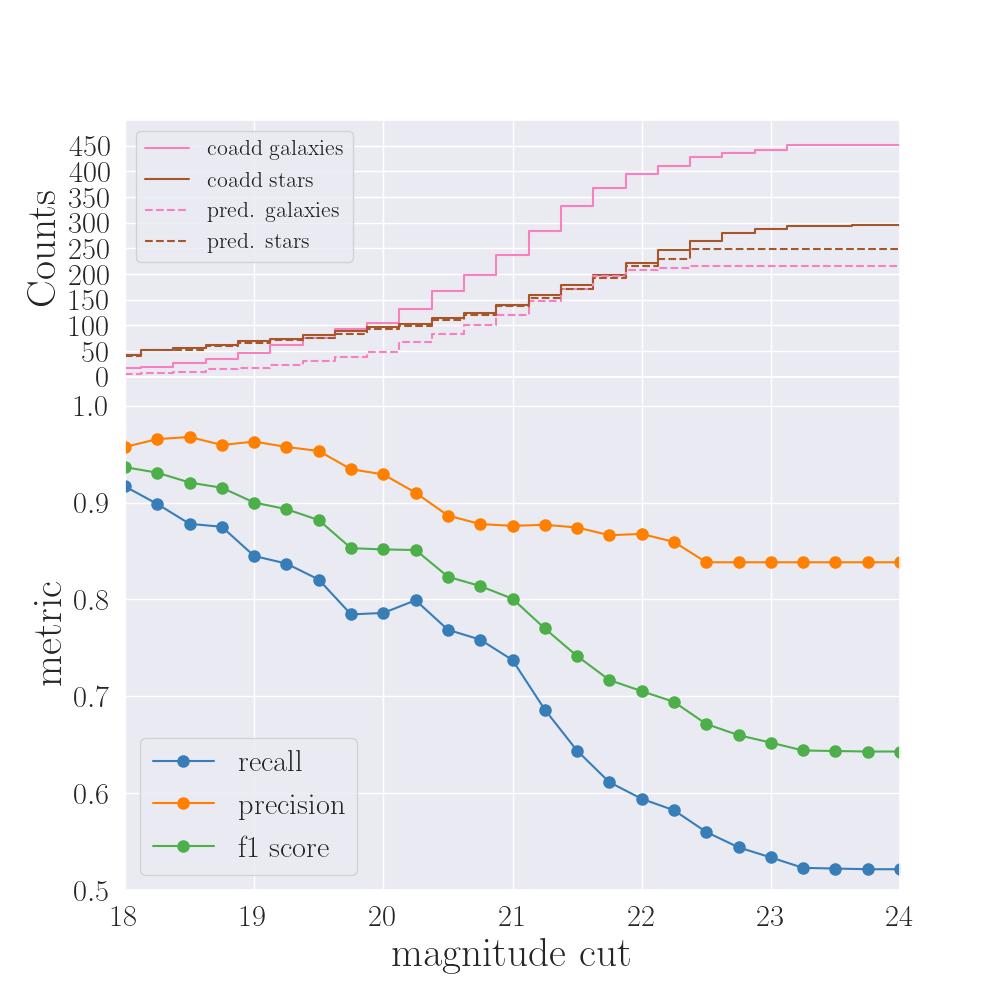 450
400
350
300
250
200
150
100
50
0
Counts
coadd galaxies
coadd stars
pred. galaxies
pred. stars
1.0
0.9
0.8
0.7
0.6
0.5
metric
recall
precision
f1 score
18 19 20 21 22 23 24
magnitude cut